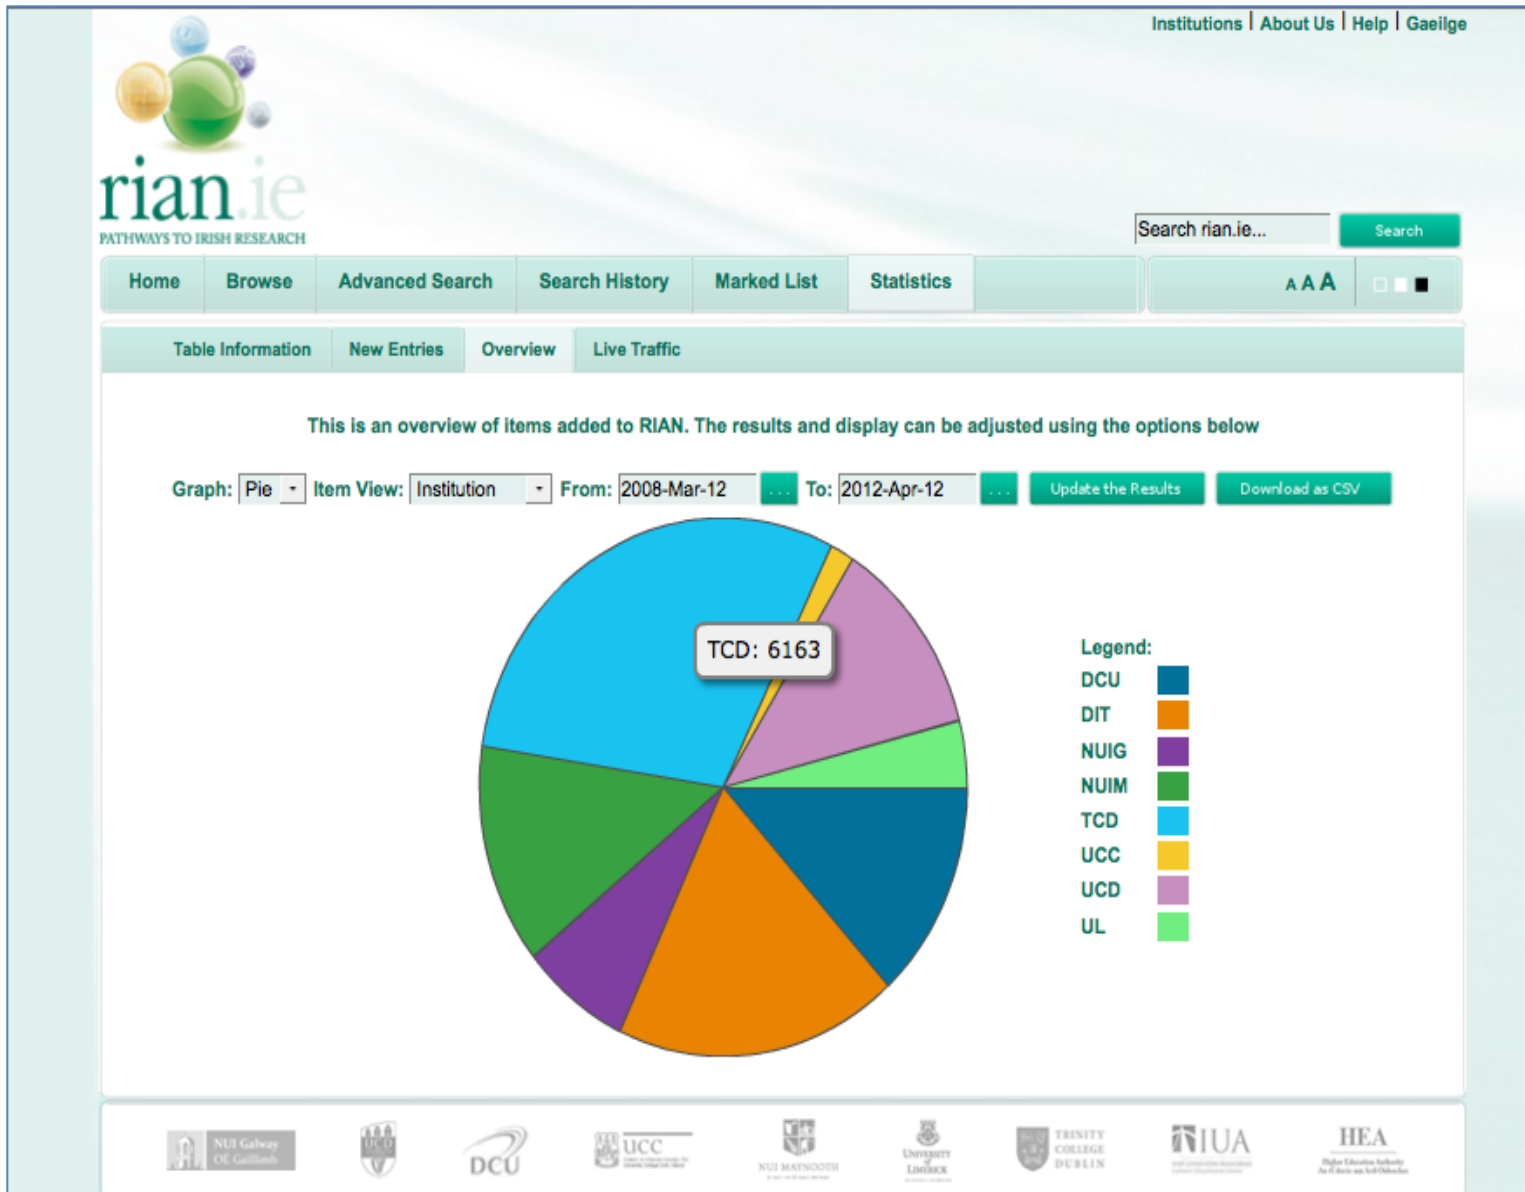 Institutions | About Us | Help | Gaeilge
rian.ie
PATHWAYS TO IRISH RESEARCH
Search rian.ie... Search
Home Browse Advanced Search Search History Marked List Statistics A A A
Table Information New Entries Overview Live Traffic
This is an overview of items added to RIAN. The results and display can be adjusted using the options below
Graph: Pie Item View: Institution From: 2008-Mar-12 ... To: 2012-Apr-12 ... Update the Results Download as CSV
TCD: 6163
Legend:
DCU
DIT
NUIG
NUIM
TCD
UCC
UCD
UL
NUI Galway
OÉ Gaillimh
UCD
DCU
UCC
NUI MAYNOOTH
UNIVERSITY
of
LIMERICK
TRINITY
COLLEGE
DUBLIN
IUA
HEA
Higher Education Authority